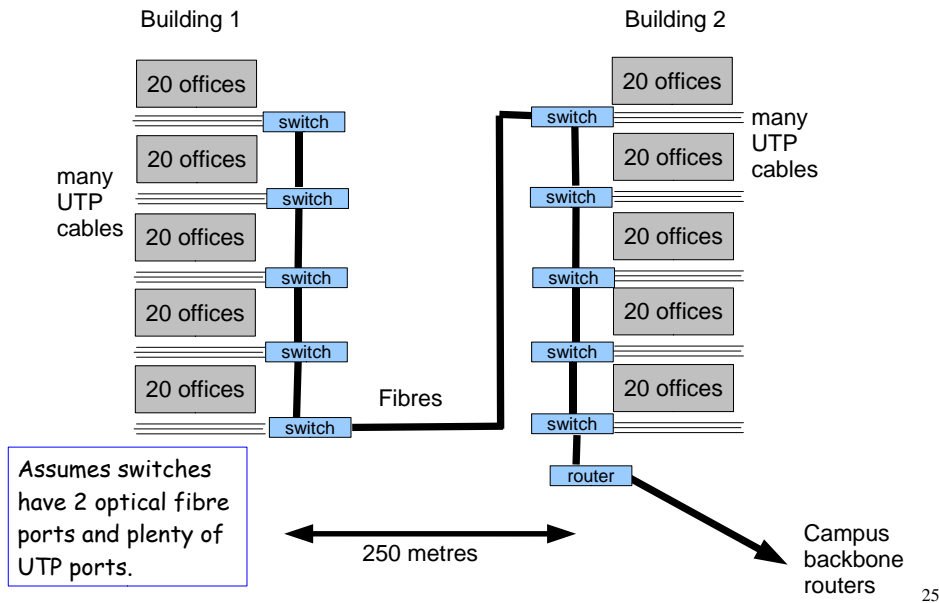 Building 1
Building 2
20 offices
switch
20 offices
switch
20 offices
switch
20 offices
switch
20 offices
switch
many
UTP
cables
Fibres
20 offices
switch
20 offices
switch
20 offices
switch
20 offices
switch
20 offices
switch
router
many
UTP
cables
Assumes switches
have 2 optical fibre
ports and plenty of
UTP ports.
250 metres
Campus
backbone
routers
25